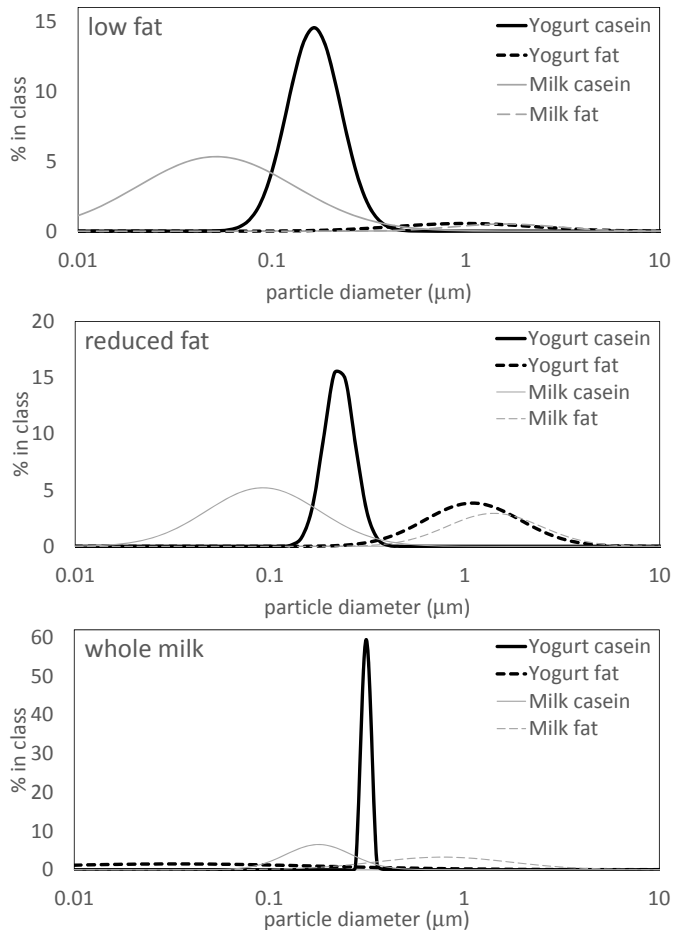 low fat
Yogurt casein
Yogurt fat
Milk casein
Milk fat
% in class
15
10
5
0
0.01 0.1 1 10
particle diameter (μm)
reduced fat
Yogurt casein
Yogurt fat
Milk casein
Milk fat
% in class
20
15
10
5
0
0.01 0.1 1 10
particle diameter (μm)
whole milk
Yogurt casein
Yogurt fat
Milk casein
Milk fat
% in class
60
50
40
30
20
10
0
0.01 0.1 1 10
particle diameter (μm)